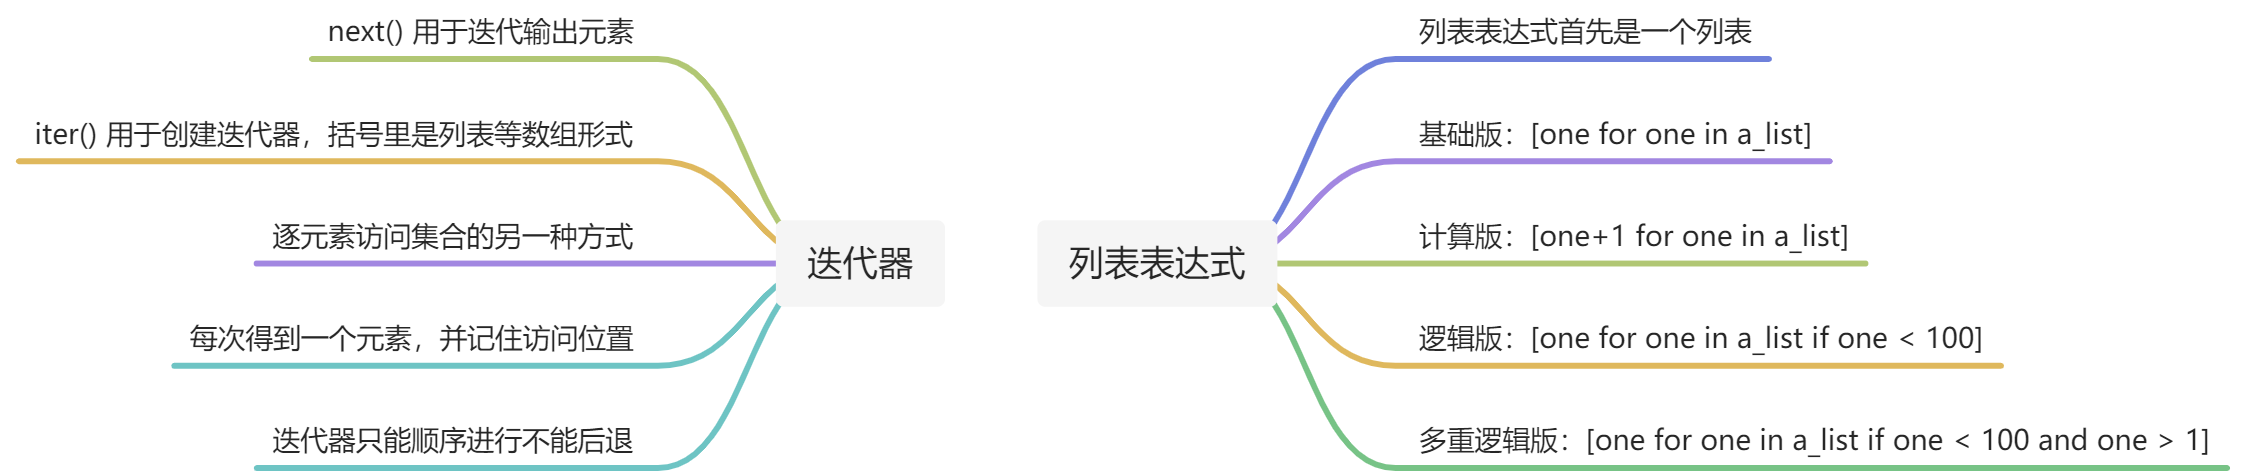 next() 用于迭代输出元素
iter() 用于创建迭代器，括号里是列表等数组形式
逐元素访问集合的另一种方式
每次得到一个元素，并记住访问位置
迭代器只能顺序进行不能后退
迭代器
列表表达式
列表表达式首先是一个列表
基础版：[one for one in a_list]
计算版：[one+1 for one in a_list]
逻辑版：[one for one in a_list if one < 100]
多重逻辑版：[one for one in a_list if one < 100 and one > 1]